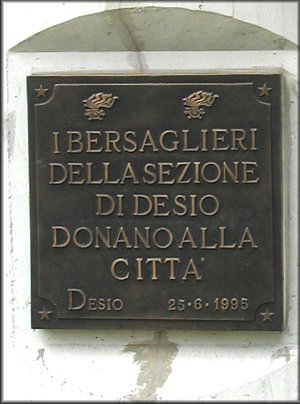 I BERSAGLIERI
DELLA SEZIONE
DI DESIO
DONANO ALLA
CITTA'
DESIO 25-6-1995